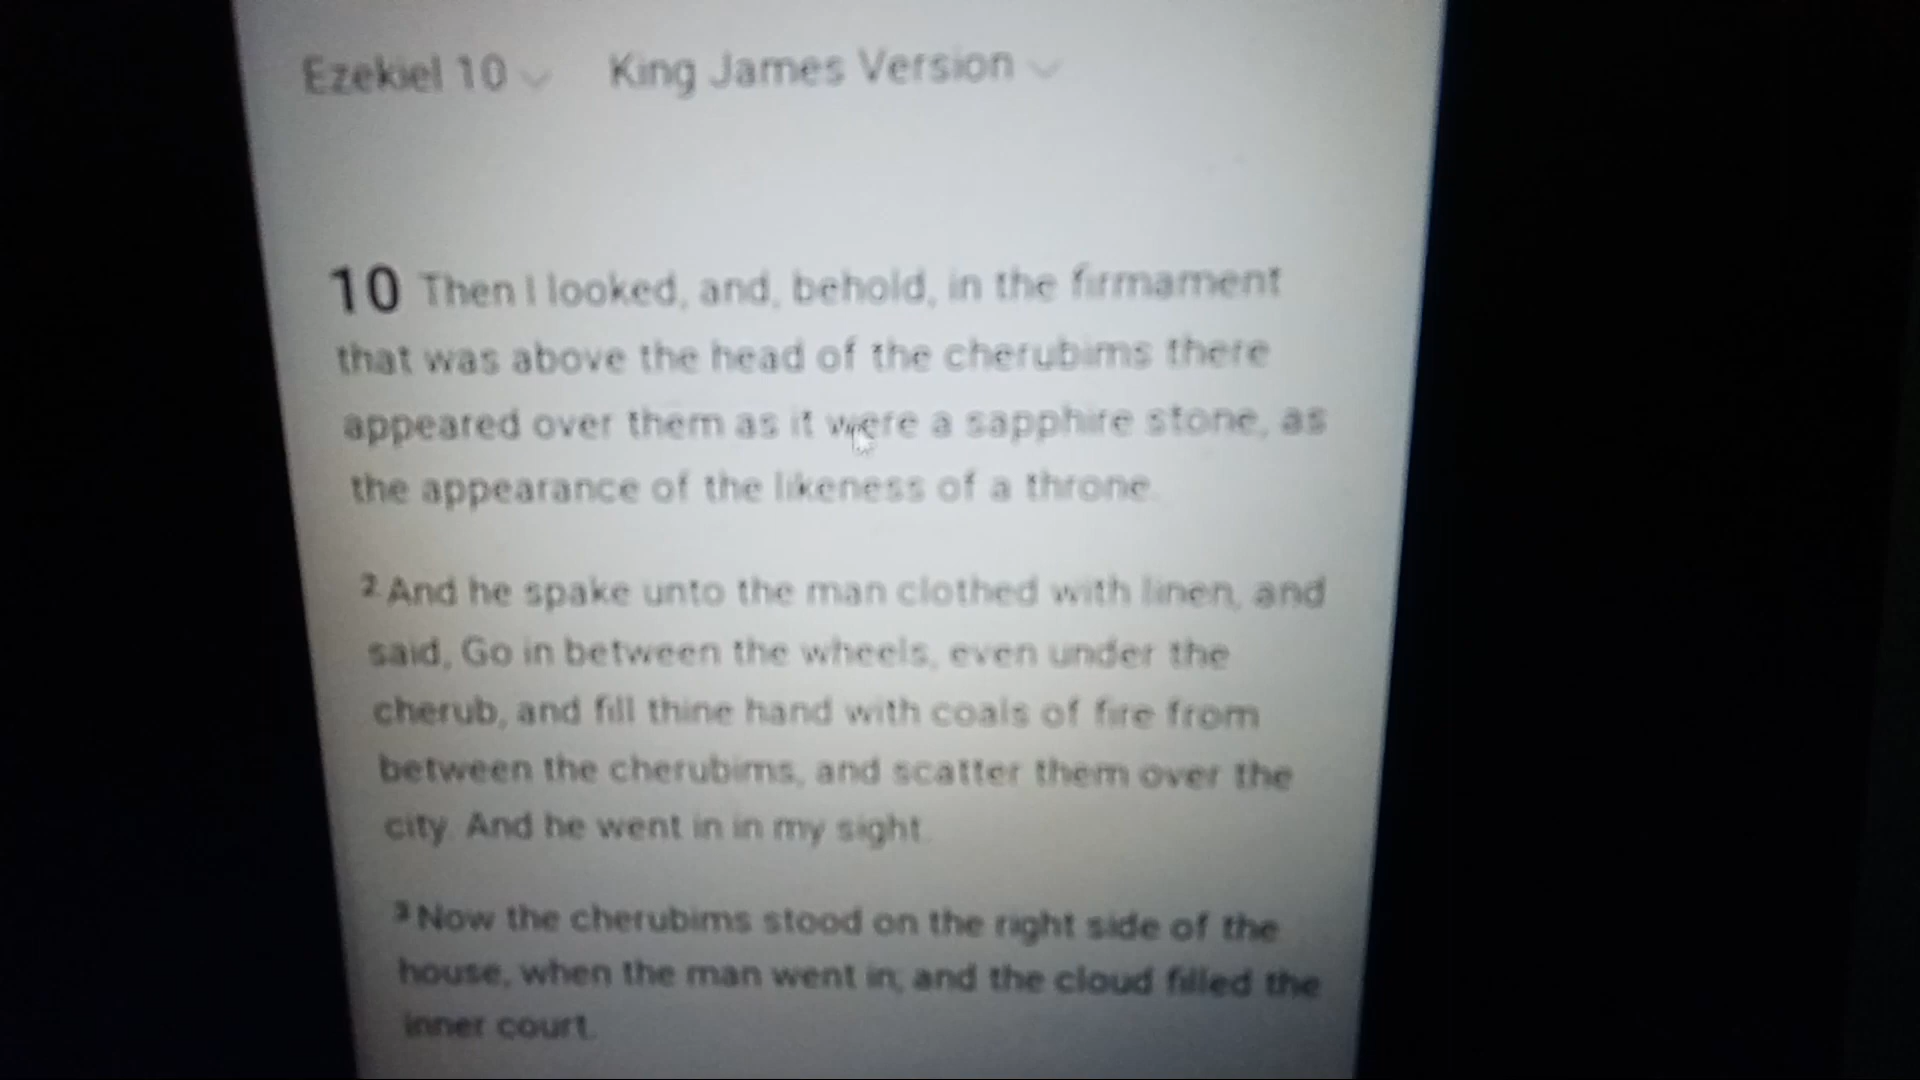 Ezekiel 10 King James Version
10 Then I looked, and, behold, in the firmament
that was above the head of the cherubims there
appeared over them as it were a sapphire stone, as
the appearance of the likeness of a throne.
2 And he spake unto the man clothed with linen, and
said, Go in between the wheels, even under the
cherub, and fill thine hand with coals of fire from
between the cherubims, and scatter them over the
city. And he went in in my sight.
3 Now the cherubims stood on the right side of the
house, when the man went in; and the cloud filled the
inner court.